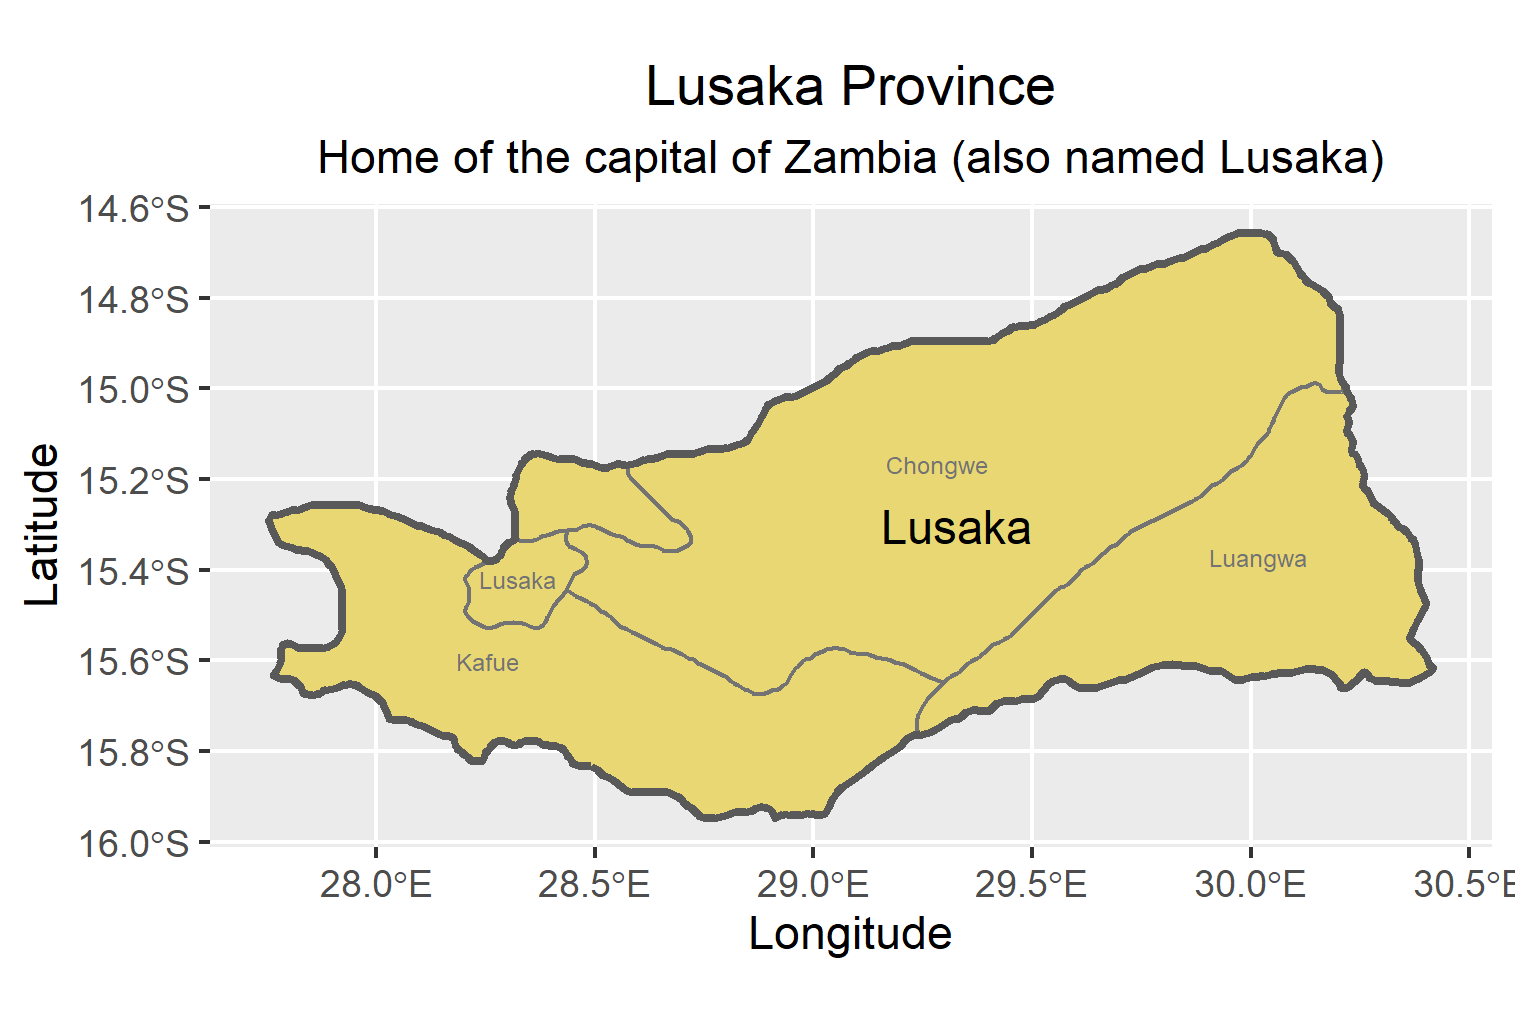 Lusaka Province
Home of the capital of Zambia (also named Lusaka)
14.6°S
14.8°S
15.0°S
15.2°S
15.4°S
15.6°S
15.8°S
16.0°S
Latitude
Chongwe
Lusaka
Luangwa
Lusaka
Kafue
28.0°E
28.5°E
29.0°E
29.5°E
30.0°E
30.5°E
Longitude